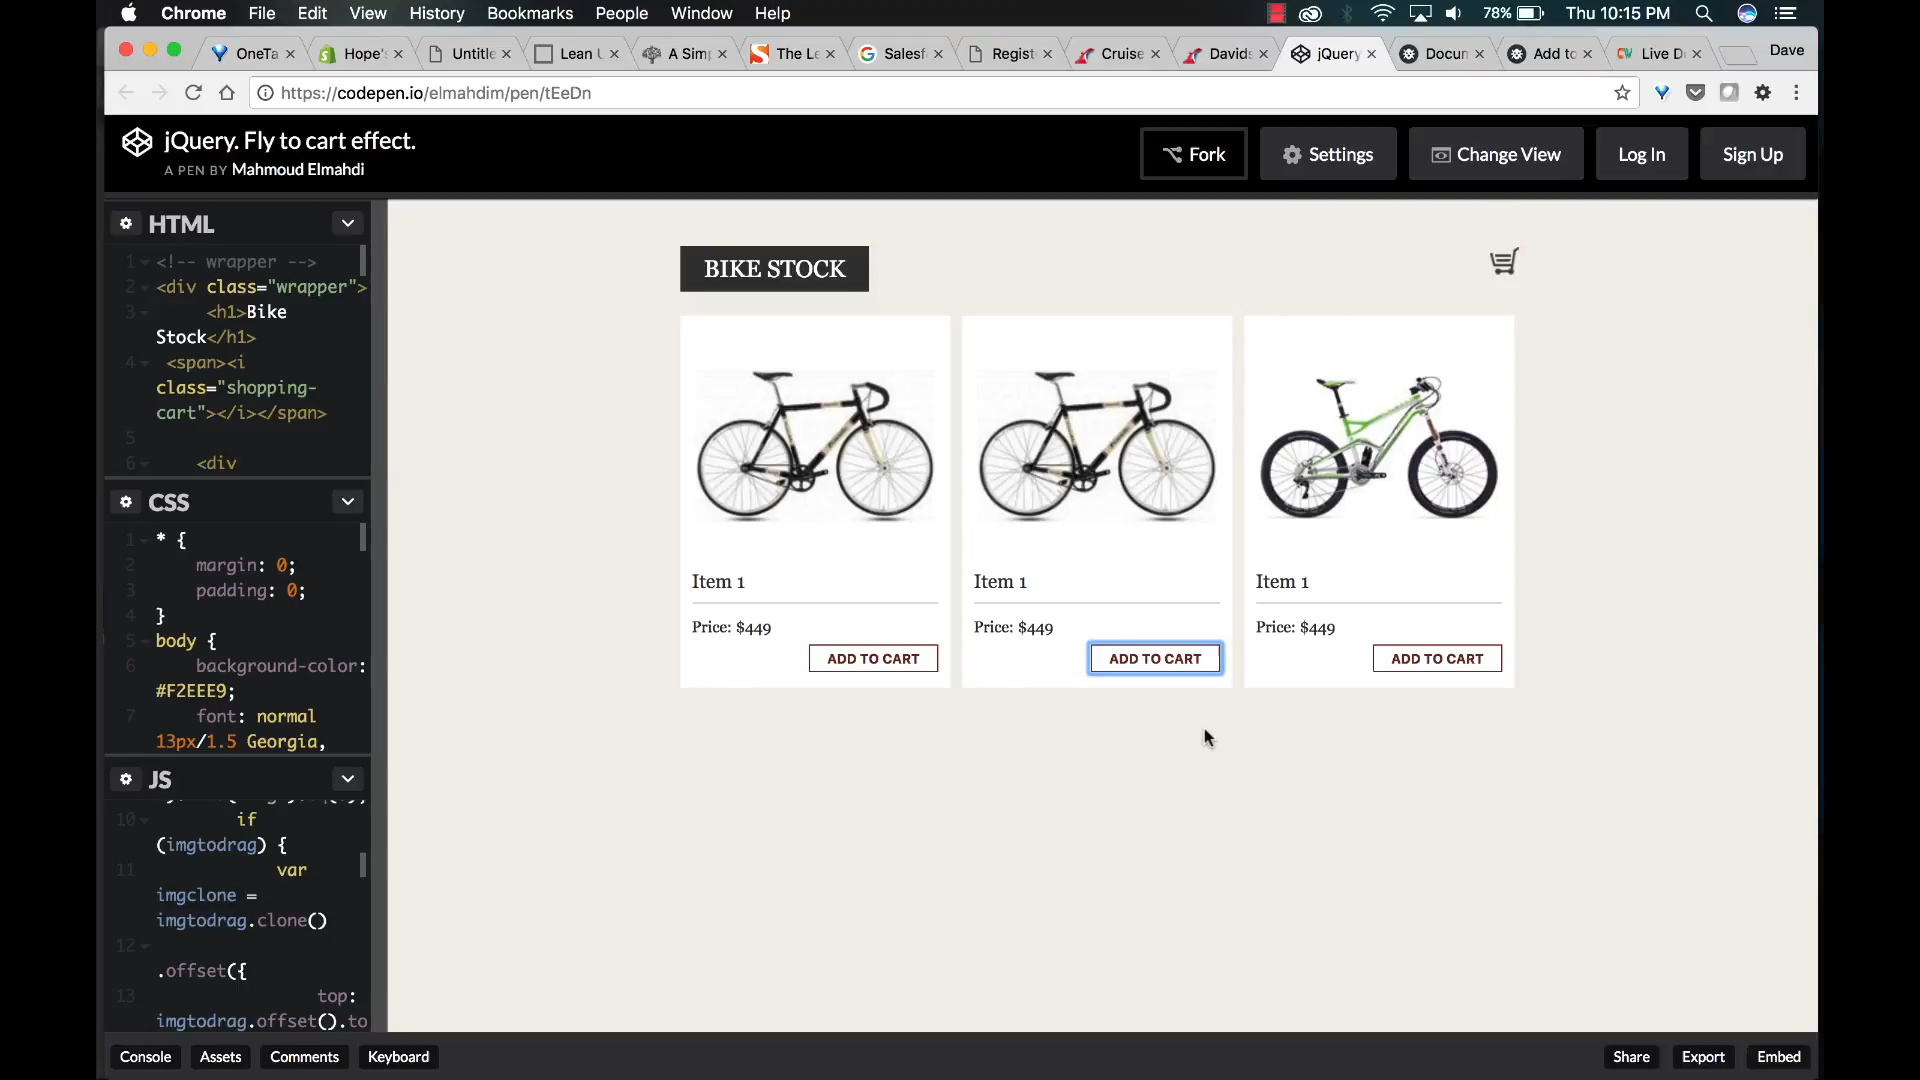 Chrome File Edit View History Bookmarks People Window Help 78% Thu 10:15 PM
OneTa Hope's Untitle Lean U A Simp The Le Salesf Registe Cruise Davids jQuery Docum Add to Live D Dave
https://codepen.io/elmahdim/pen/tEeDn
jQuery. Fly to cart effect.
A PEN BY Mahmoud Elmahdi
Fork Settings Change View Log In Sign Up
HTML
1 <!-- wrapper -->
2 <div class="wrapper">
3 <h1>Bike
Stock</h1>
4 <span><i
class="shopping-
cart"></i></span>
5
6 <div
CSS
1 * {
2 margin: 0;
3 padding: 0;
4 }
5 body {
6 background-color:
#F2EEE9;
7 font: normal
13px/1.5 Georgia,
JS
10 if
(imgtodrag) {
11 var
imgclone =
imgtodrag.clone()
12
.offset({
13 top:
imgtodrag.offset().to
BIKE STOCK
Item 1
Price: $449
ADD TO CART
Item 1
Price: $449
ADD TO CART
Item 1
Price: $449
ADD TO CART
Console Assets Comments Keyboard Share Export Embed